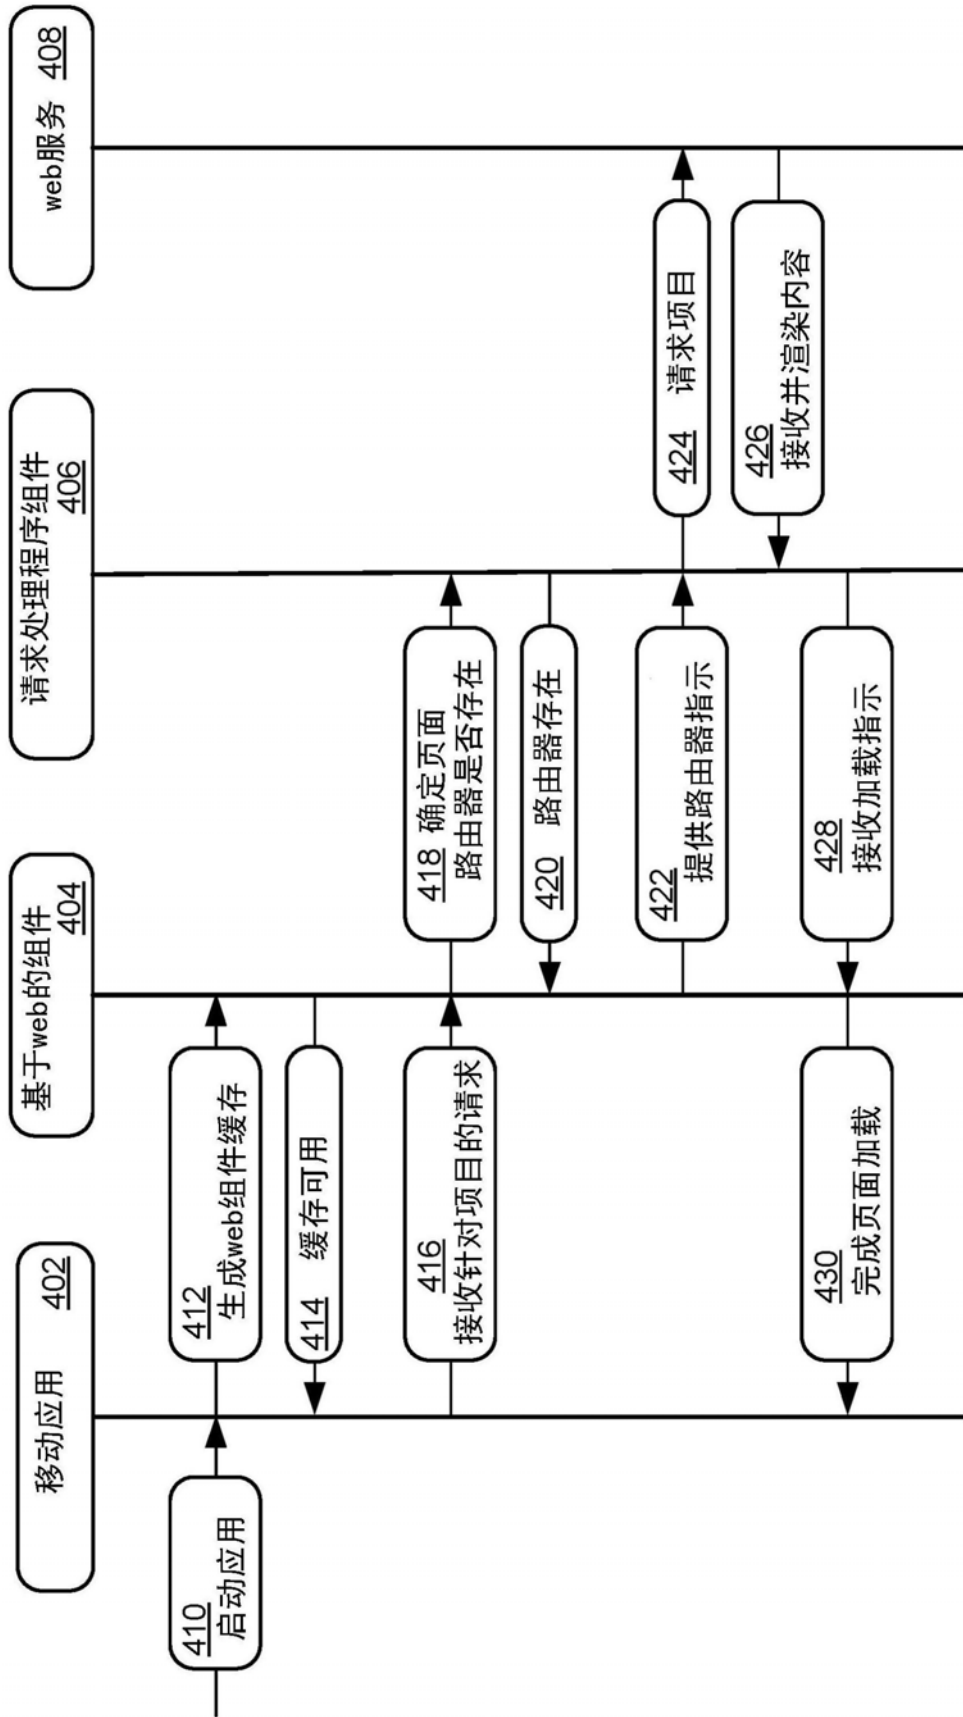 移动应用 402
基于web的组件
404
请求处理程序组件
406
web服务 408
410
启动应用
412
生成web组件缓存
414 缓存可用
416
接收针对项目的请求
418 确定页面
路由器是否存在
420 路由器存在
422
提供路由器指示
424 请求项目
426
接收并渲染内容
428
接收加载指示
430
完成页面加载